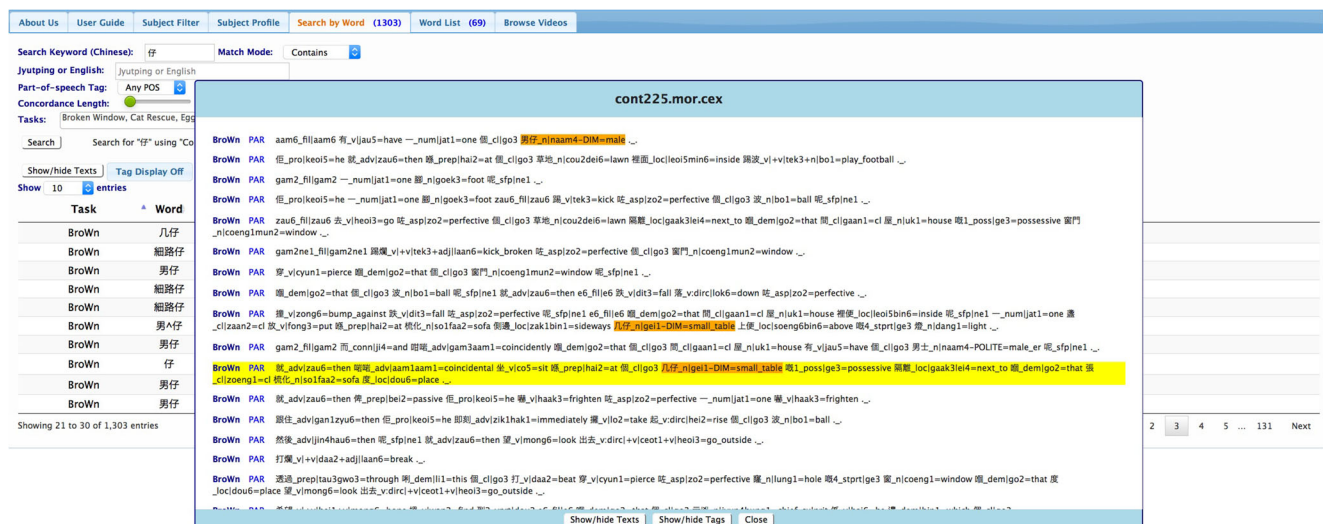 About Us User Guide Subject Filter Subject Profile Search by Word (1303) Word List (69) Browse Videos
Search Keyword (Chinese): 仔 Match Mode: Contains
Jyutping or English: Jyutping or English
Part-of-speech Tag: Any POS
Concordance Length:
Tasks: Broken Window, Cat Rescue, Egg
Search Search for "仔" using "Co
Show/hide Texts Tag Display Off
Show 10 entries
Task Word
BroWn 几仔
BroWn 細路仔
BroWn 男仔
BroWn 細路仔
BroWn 細路仔
BroWn 男^仔
BroWn 男仔
BroWn 仔
BroWn 男仔
BroWn 男仔
Showing 21 to 30 of 1,303 entries
2 3 4 5 ... 131 Next
cont225.mor.cex
BroWn PAR aam6_fil|aam6 有_v|jau5=have 一_num|jat1=one 個_cl|go3 男仔_n|naam4-DIM=male ._.
BroWn PAR 佢_pro|keoi5=he 就_adv|zau6=then 喺_prep|hai2=at 個_cl|go3 草地_n|cou2dei6=lawn 裡面_loc|leoi5min6=inside 踢波_v|+v|tek3+n|bo1=play_football ._.
BroWn PAR gam2_fil|gam2 一_num|jat1=one 腳_n|goek3=foot 呢_sfp|ne1 ._.
BroWn PAR 佢_pro|keoi5=he 一_num|jat1=one 腳_n|goek3=foot zau6_fil|zau6 踢_v|tek3=kick 咗_asp|zo2=perfective 個_cl|go3 波_n|bo1=ball 呢_sfp|ne1 ._.
BroWn PAR zau6_fil|zau6 去_v|heoi3=go 咗_asp|zo2=perfective 個_cl|go3 草地_n|cou2dei6=lawn 隔離_loc|gaak3lei4=next_to 嗰_dem|go2=that 間_cl|gaan1=cl 屋_n|uk1=house 嘅1_poss|ge3=possessive 窗門
_n|coeng1mun2=window ._.
BroWn PAR gam2ne1_fil|gam2ne1 踢爛_v|+v|tek3+adj|laan6=kick_broken 咗_asp|zo2=perfective 個_cl|go3 窗門_n|coeng1mun2=window ._.
BroWn PAR 穿_v|cyun1=pierce 嗰_dem|go2=that 個_cl|go3 窗門_n|coeng1mun2=window 呢_sfp|ne1 ._.
BroWn PAR 嗰_dem|go2=that 個_cl|go3 波_n|bo1=ball 呢_sfp|ne1 就_adv|zau6=then e6_fil|e6 跌_v|dit3=fall 落_v:dirc|lok6=down 咗_asp|zo2=perfective ._.
BroWn PAR 撞_v|zong6=bump_against 跌_v|dit3=fall 咗_asp|zo2=perfective 呢_sfp|ne1 e6_fil|e6 嗰_dem|go2=that 間_cl|gaan1=cl 屋_n|uk1=house 裡便_loc|leoi5bin6=inside 呢_sfp|ne1 一_num|jat1=one 盞
_cl|zaan2=cl 放_v|fong3=put 喺_prep|hai2=at 梳化_n|so1faa2=sofa 側邊_loc|zak1bin1=sideways 几仔_n|gei1-DIM=small_table 上便_loc|soeng6bin6=above 嘅4_stprt|ge3 燈_n|dang1=light ._.
BroWn PAR gam2_fil|gam2 而_conn|ji4=and 啱啱_adv|gam3aam1=coincidently 嗰_dem|go2=that 個_cl|go3 間_cl|gaan1=cl 屋_n|uk1=house 有_v|jau5=have 個_cl|go3 男士_n|naam4-POLITE=male_er 呢_sfp|ne1 ._.
BroWn PAR 就_adv|zau6=then 啱啱_adv|aam1aam1=coincidental 坐_v|co5=sit 喺_prep|hai2=at 個_cl|go3 几仔_n|gei1-DIM=small_table 嘅1_poss|ge3=possessive 隔離_loc|gaak3lei4=next_to 嗰_dem|go2=that 張
_cl|zoeng1=cl 梳化_n|so1faa2=sofa 度_loc|dou6=place ._.
BroWn PAR 就_adv|zau6=then 俾_prep|bei2=passive 佢_pro|keoi5=he 嚇_v|haak3=frighten 咗_asp|zo2=perfective 一_num|jat1=one 嚇_v|haak3=frighten ._.
BroWn PAR 跟住_adv|gan1zyu6=then 佢_pro|keoi5=he 即刻_adv|zik1hak1=immediately 攞_v|lo2=take 起_v:dirc|hei2=rise 個_cl|go3 波_n|bo1=ball ._.
BroWn PAR 然後_adv|jin4hau6=then 呢_sfp|ne1 就_adv|zau6=then 望_v|mong6=look 出去_v:dirc|+v|ceot1+v|heoi3=go_outside ._.
BroWn PAR 打爛_v|+v|daa2+adj|laan6=break ._.
BroWn PAR 透過_prep|tau3gwo3=through 呢_dem|li1=this 個_cl|go3 打_v|daa2=beat 穿_v|cyun1=pierce 咗_asp|zo2=perfective 窿_n|lung1=hole 嘅4_stprt|ge3 窗_n|coeng1=window 嗰_dem|go2=that 度
_loc|dou6=place 望_v|mong6=look 出去_v:dirc|+v|ceot1+v|heoi3=go_outside ._.
Show/hide Texts Show/hide Tags Close